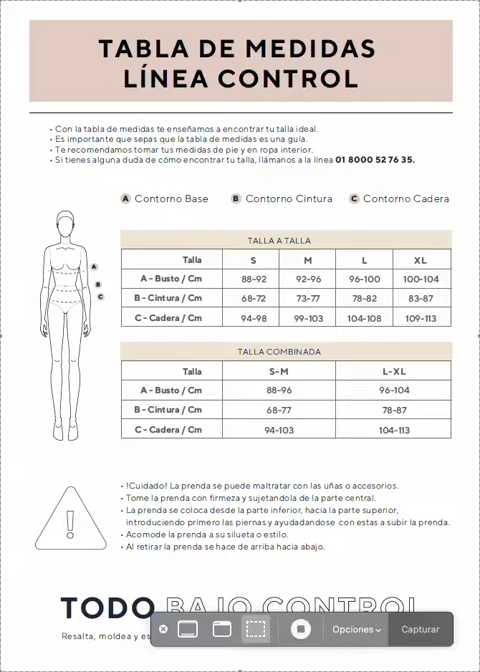 TABLA DE MEDIDAS
LÍNEA CONTROL
• Con la tabla de medidas te enseñamos a encontrar tu talla ideal.
• Es importante que sepas que la tabla de medidas es una guía.
• Te recomendamos tomar tus medidas de pie y en ropa interior.
• Si tienes alguna duda de cómo encontrar tu talla, llámanos a la línea 01 8000 52 76 35.
A Contorno Base B Contorno Cintura C Contorno Cadera
A
B
C
TALLA A TALLA
Talla S M L XL
A - Busto / Cm 88-92 92-96 96-100 100-104
B - Cintura / Cm 68-72 73-77 78-82 83-87
C - Cadera / Cm 94-98 99-103 104-108 109-113
TALLA COMBINADA
Talla S-M L-XL
A - Busto / Cm 88-96 96-104
B - Cintura / Cm 68-77 78-87
C - Cadera / Cm 94-103 104-113
• !Cuidado! La prenda se puede maltratar con las uñas o accesorios.
• Tome la prenda con firmeza y sujetandola de la parte central.
• La prenda se coloca desde la parte inferior, hacia la parte superior,
introduciendo primero las piernas y ayudadandose con estas a subir la prenda.
• Acomode la prenda a su silueta o estilo.
• Al retirar la prenda se hace de arriba hacia abajo.
TODO BAJO CONTROL
Resalta, moldea y es
Opciones Capturar